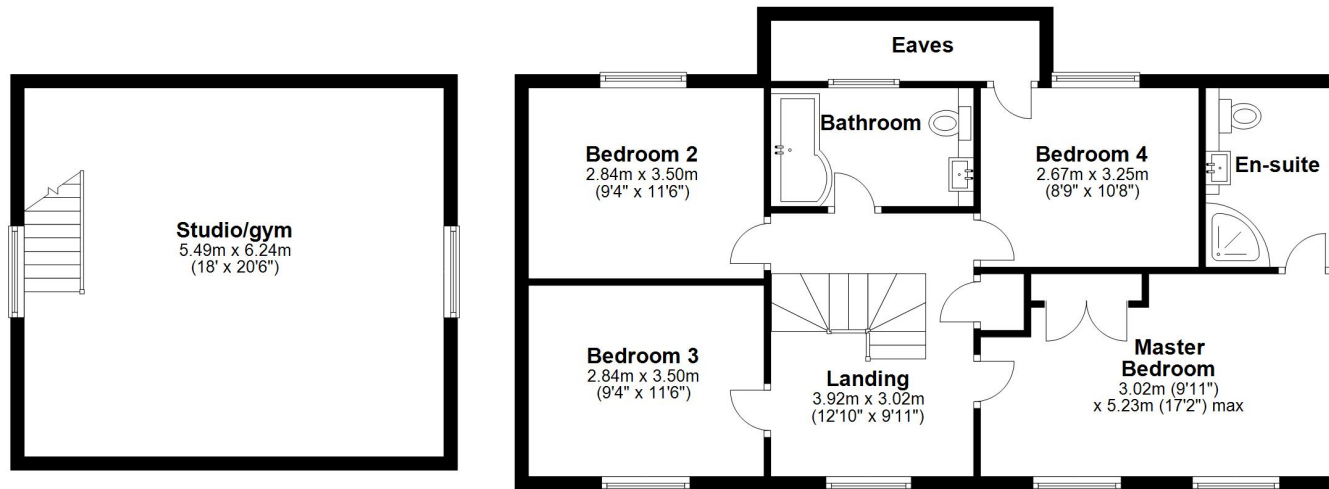 Eaves
Bathroom
Bedroom 2
2.84m x 3.50m
(9'4" x 11'6")
Bedroom 4
2.67m x 3.25m
(8'9" x 10'8")
En-suite
Studio/gym
5.49m x 6.24m
(18' x 20'6")
Bedroom 3
2.84m x 3.50m
(9'4" x 11'6")
Landing
3.92m x 3.02m
(12'10" x 9'11")
Master
Bedroom
3.02m (9'11")
x 5.23m (17'2") max